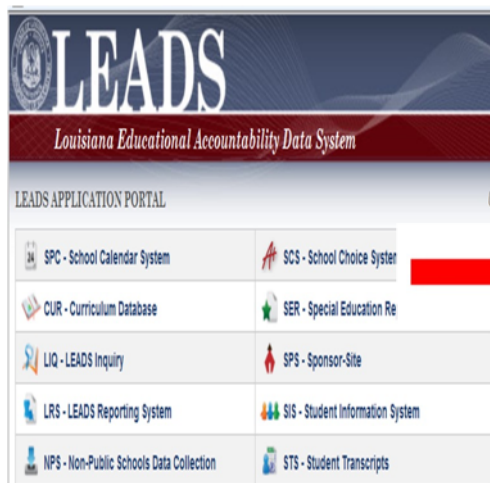 LEADS
Louisiana Educational Accountability Data System
LEADS APPLICATION PORTAL
SPC - School Calendar System
SCS - School Choice System
CUR - Curriculum Database
SER - Special Education Re
LIQ - LEADS Inquiry
SPS - Sponsor-Site
LRS - LEADS Reporting System
SIS - Student Information System
NPS - Non-Public Schools Data Collection
STS - Student Transcripts